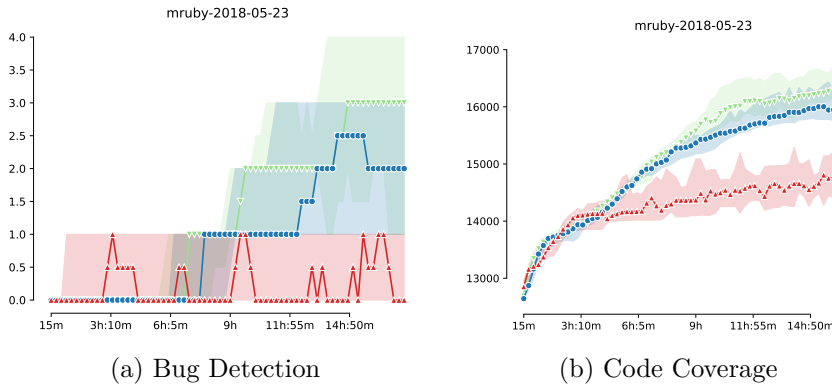 mruby-2018-05-23
4.0
3.5
3.0
2.5
2.0
1.5
1.0
0.5
0.0
15m 3h:10m 6h:5m 9h 11h:55m 14h:50m
(a) Bug Detection
mruby-2018-05-23
17000
16000
15000
14000
13000
15m 3h:10m 6h:5m 9h 11h:55m 14h:50m
(b) Code Coverage